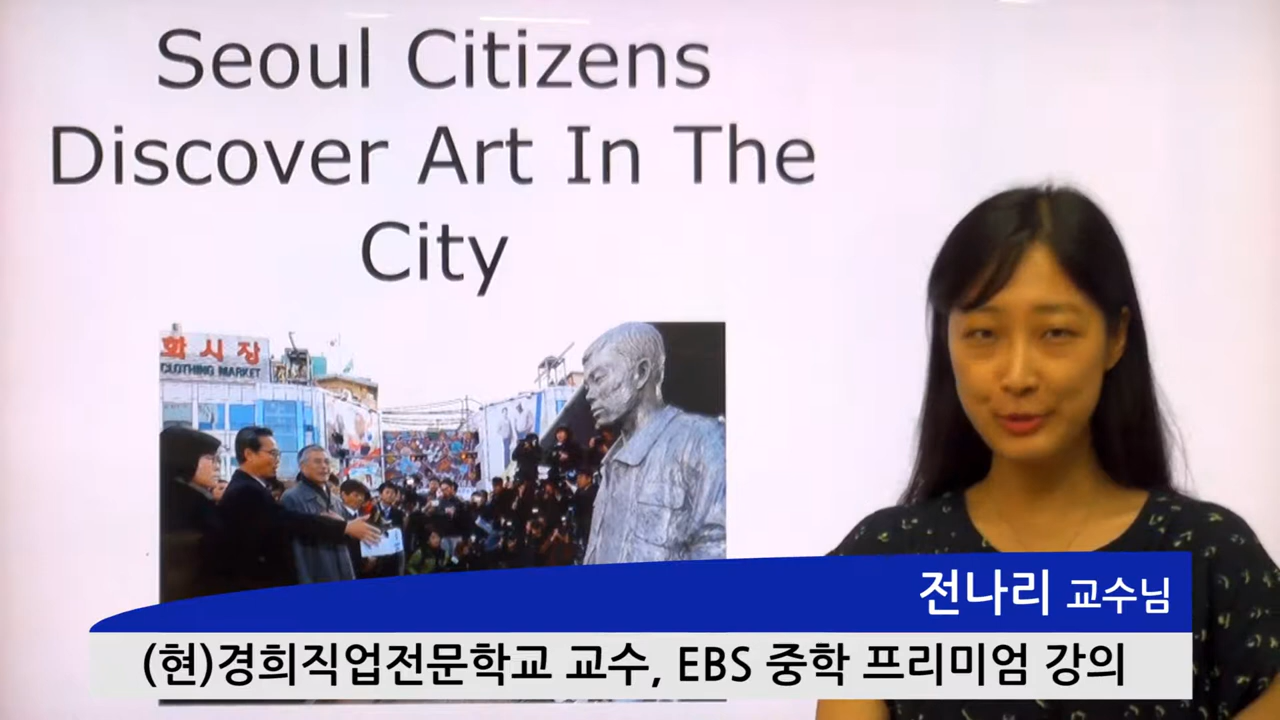 Seoul Citizens
Discover Art In The
City
화시장
CLOTHING MARKET
전나리 교수님
(현)경희직업전문학교 교수, EBS 중학 프리미엄 강의